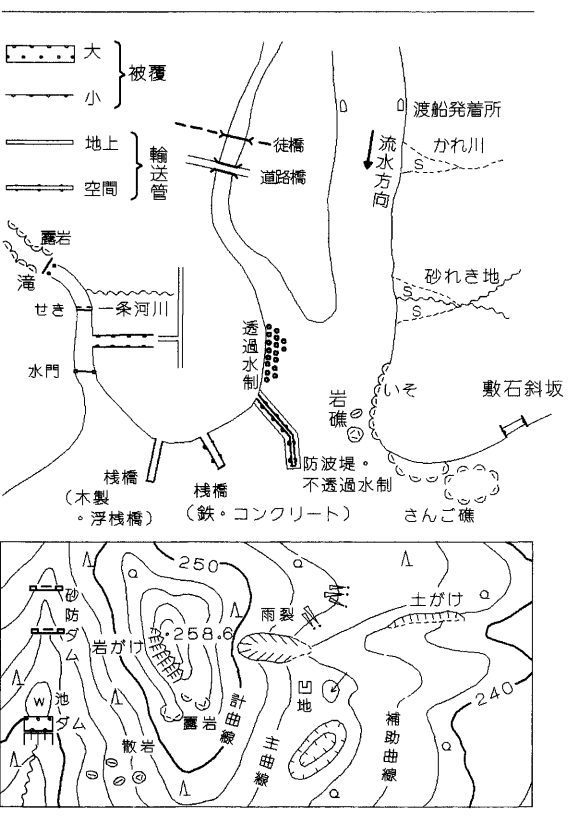 大
小
被覆
地上
空間
輸送管
徒橋
道路橋
渡船発着所
流水方向
かれ川
S
砂れき地
S
S
露岩
滝
せき
一条河川
水門
透過水制
岩礁
いそ
敷石斜坂
桟橋
(木製
・浮桟橋)
桟橋
(鉄・コンクリート)
防波堤・
不透過水制
さんご礁
250
砂防ダム
岩がけ
・258.6
雨裂
土がけ
凹地
240
W
池
ダム
露岩
散岩
計曲線
主曲線
補助曲線